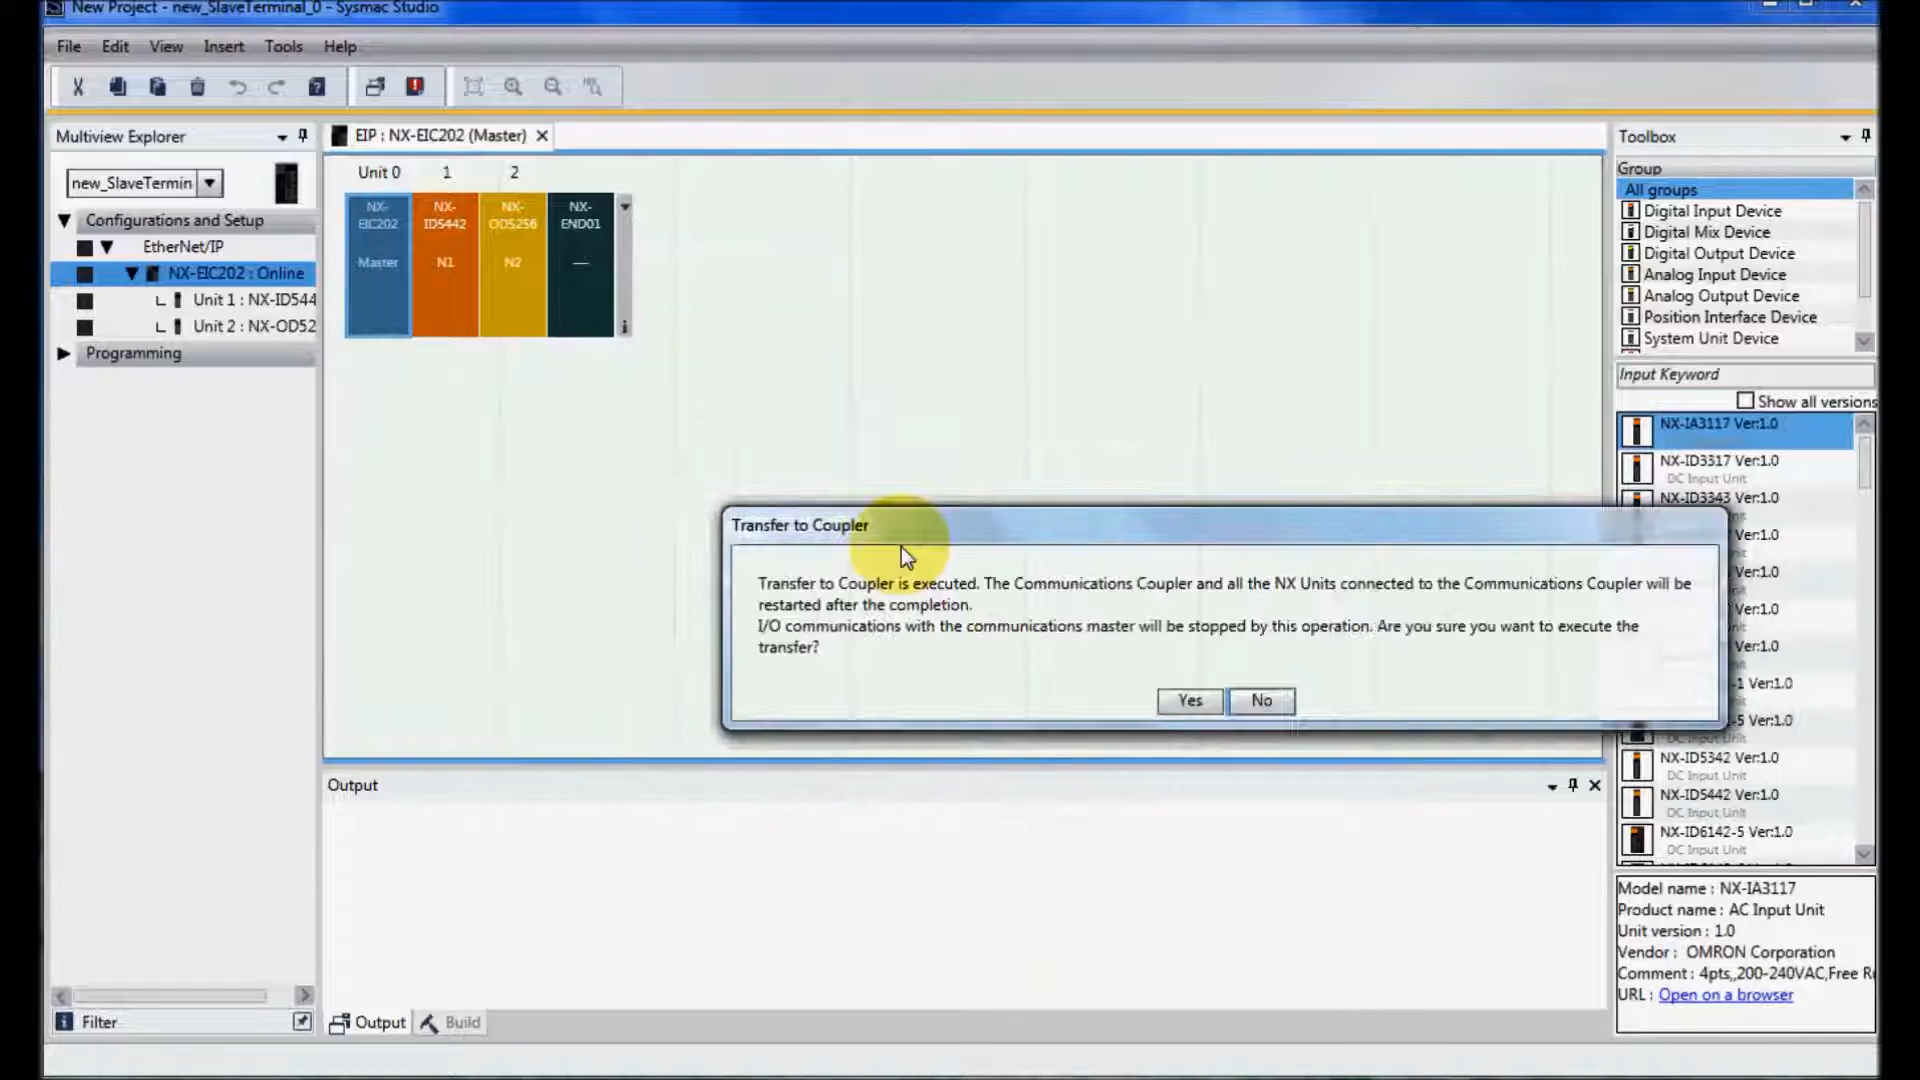 New Project - new_SlaveTerminal_0 - Sysmac Studio
File Edit View Insert Tools Help
Multiview Explorer
new_SlaveTermin
Configurations and Setup
EtherNet/IP
NX-EIC202 : Online
Unit 1 : NX-ID544
Unit 2 : NX-OD52
Programming
Filter
EIP : NX-EIC202 (Master)
Unit 0 1 2
NX-EIC202 Master
NX-ID5442 N1
NX-OD5256 N2
NX-END01 —
Transfer to Coupler
Transfer to Coupler is executed. The Communications Coupler and all the NX Units connected to the Communications Coupler will be
restarted after the completion.
I/O communications with the communications master will be stopped by this operation. Are you sure you want to execute the
transfer?
Yes No
Output
Output Build
Toolbox
Group
All groups
Digital Input Device
Digital Mix Device
Digital Output Device
Analog Input Device
Analog Output Device
Position Interface Device
System Unit Device
Input Keyword
Show all versions
NX-IA3117 Ver:1.0
NX-ID3317 Ver:1.0
DC Input Unit
NX-ID3343 Ver:1.0
Ver:1.0
Ver:1.0
Ver:1.0
Ver:1.0
-1 Ver:1.0
-5 Ver:1.0
DC Input Unit
NX-ID5342 Ver:1.0
DC Input Unit
NX-ID5442 Ver:1.0
DC Input Unit
NX-ID6142-5 Ver:1.0
DC Input Unit
Model name : NX-IA3117
Product name : AC Input Unit
Unit version : 1.0
Vendor : OMRON Corporation
Comment : 4pts,,200-240VAC,Free R
URL : Open on a browser